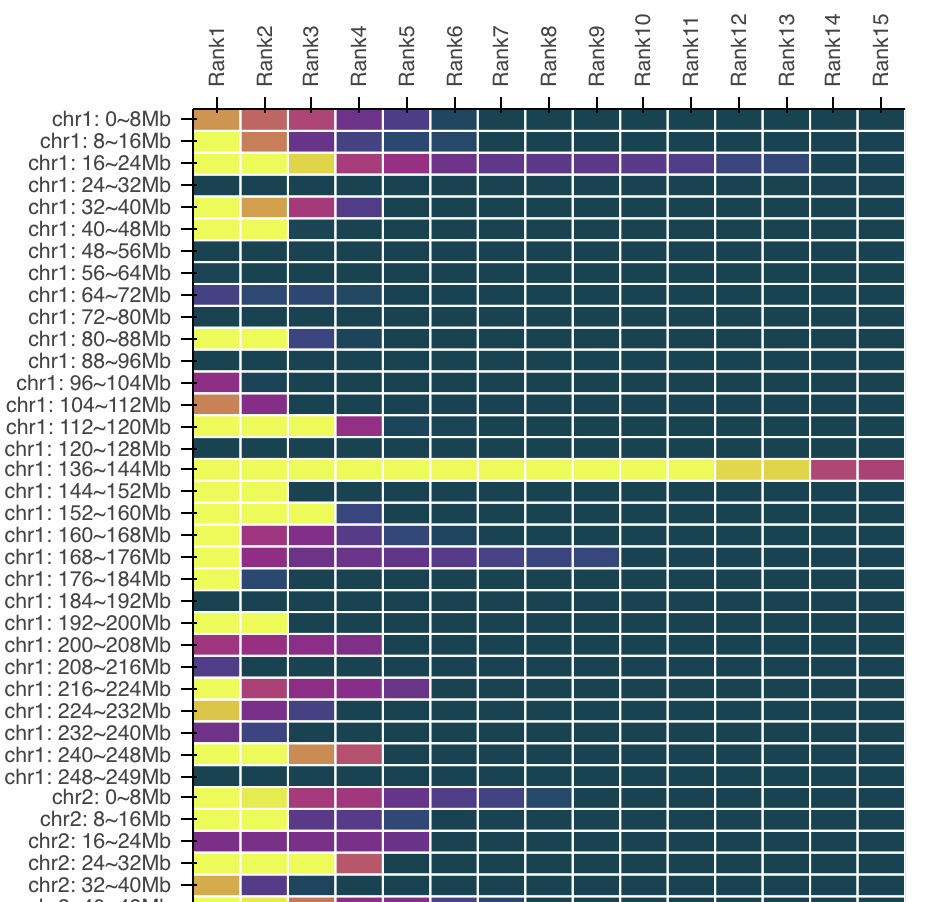 Rank1
Rank2
Rank3
Rank4
Rank5
Rank6
Rank7
Rank8
Rank9
Rank10
Rank11
Rank12
Rank13
Rank14
Rank15
chr1: 0~8Mb
chr1: 8~16Mb
chr1: 16~24Mb
chr1: 24~32Mb
chr1: 32~40Mb
chr1: 40~48Mb
chr1: 48~56Mb
chr1: 56~64Mb
chr1: 64~72Mb
chr1: 72~80Mb
chr1: 80~88Mb
chr1: 88~96Mb
chr1: 96~104Mb
chr1: 104~112Mb
chr1: 112~120Mb
chr1: 120~128Mb
chr1: 136~144Mb
chr1: 144~152Mb
chr1: 152~160Mb
chr1: 160~168Mb
chr1: 168~176Mb
chr1: 176~184Mb
chr1: 184~192Mb
chr1: 192~200Mb
chr1: 200~208Mb
chr1: 208~216Mb
chr1: 216~224Mb
chr1: 224~232Mb
chr1: 232~240Mb
chr1: 240~248Mb
chr1: 248~249Mb
chr2: 0~8Mb
chr2: 8~16Mb
chr2: 16~24Mb
chr2: 24~32Mb
chr2: 32~40Mb